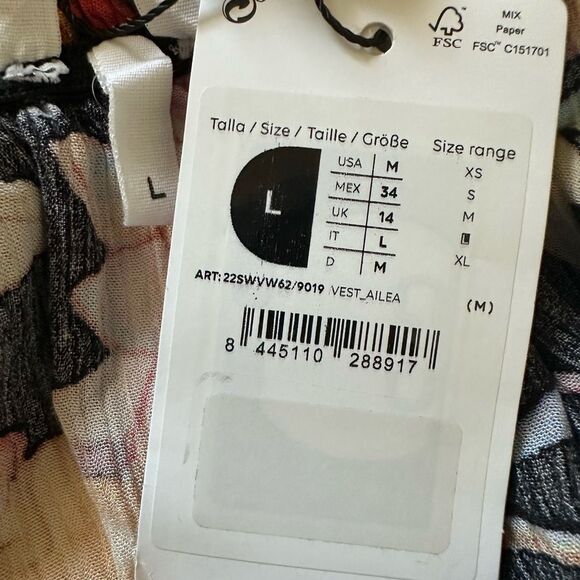 FSC
MIX
Paper
FSC™ C151701
Talla / Size / Taille / Größe
Size range
L
USA M
MEX 34
UK 14
IT L
D M
XS
S
M
L
XL
ART: 22SWVW62/9019 VEST_AILEA
(M)
8 445110 288917
L